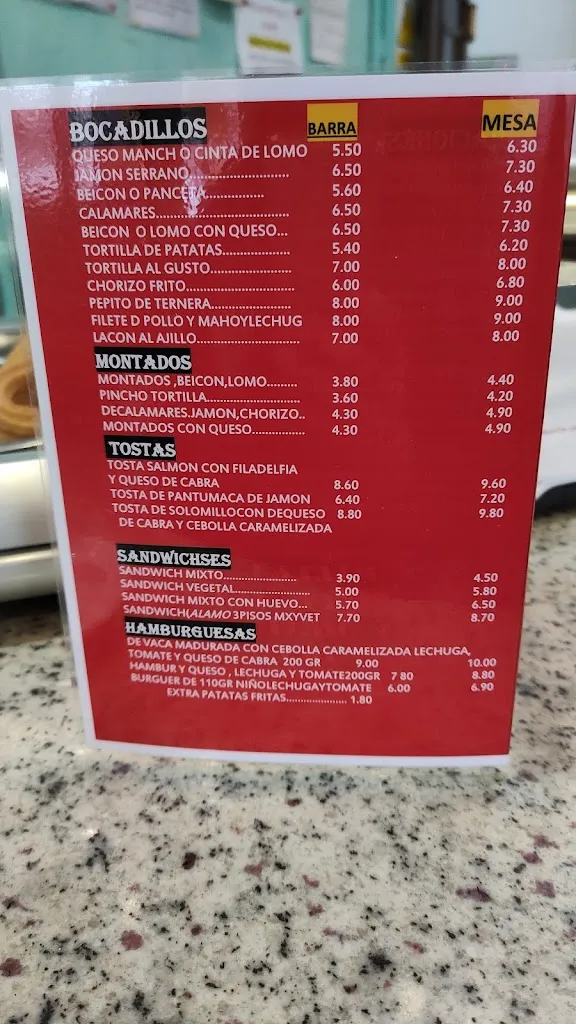 BOCADILLOS BARRA MESA
QUESO MANCH O CINTA DE LOMO 5.50 6.30
JAMON SERRANO............................ 6.50 7.30
BEICON O PANCETA................ 5.60 6.40
CALAMARES..................................... 6.50 7.30
BEICON O LOMO CON QUESO... 6.50 7.30
TORTILLA DE PATATAS................... 5.40 6.20
TORTILLA AL GUSTO....................... 7.00 8.00
CHORIZO FRITO................................ 6.00 6.80
PEPITO DE TERNERA....................... 8.00 9.00
FILETE D POLLO Y MAHOYLECHUG 8.00 9.00
LACON AL AJILLO............................. 7.00 8.00
MONTADOS
MONTADOS ,BEICON,LOMO......... 3.80 4.40
PINCHO TORTILLA........................... 3.60 4.20
DECALAMARES.JAMON,CHORIZO.. 4.30 4.90
MONTADOS CON QUESO................ 4.30 4.90
TOSTAS
TOSTA SALMON CON FILADELFIA
Y QUESO DE CABRA 8.60 9.60
TOSTA DE PANTUMACA DE JAMON 6.40 7.20
TOSTA DE SOLOMILLOCON DEQUESO 8.80 9.80
DE CABRA Y CEBOLLA CARAMELIZADA
SANDWICHSES
SANDWICH MIXTO........................ 3.90 4.50
SANDWICH VEGETAL........................ 5.00 5.80
SANDWICH MIXTO CON HUEVO... 5.70 6.50
SANDWICH(ALAMO 3PISOS MXYVET 7.70 8.70
HAMBURGUESAS
DE VACA MADURADA CON CEBOLLA CARAMELIZADA LECHUGA,
TOMATE Y QUESO DE CABRA 200 GR 9.00 10.00
HAMBUR Y QUESO , LECHUGA Y TOMATE200GR 7 80 8.80
BURGUER DE 110GR NIÑOLECHUGAYTOMATE 6.00 6.90
EXTRA PATATAS FRITAS...................... 1.80